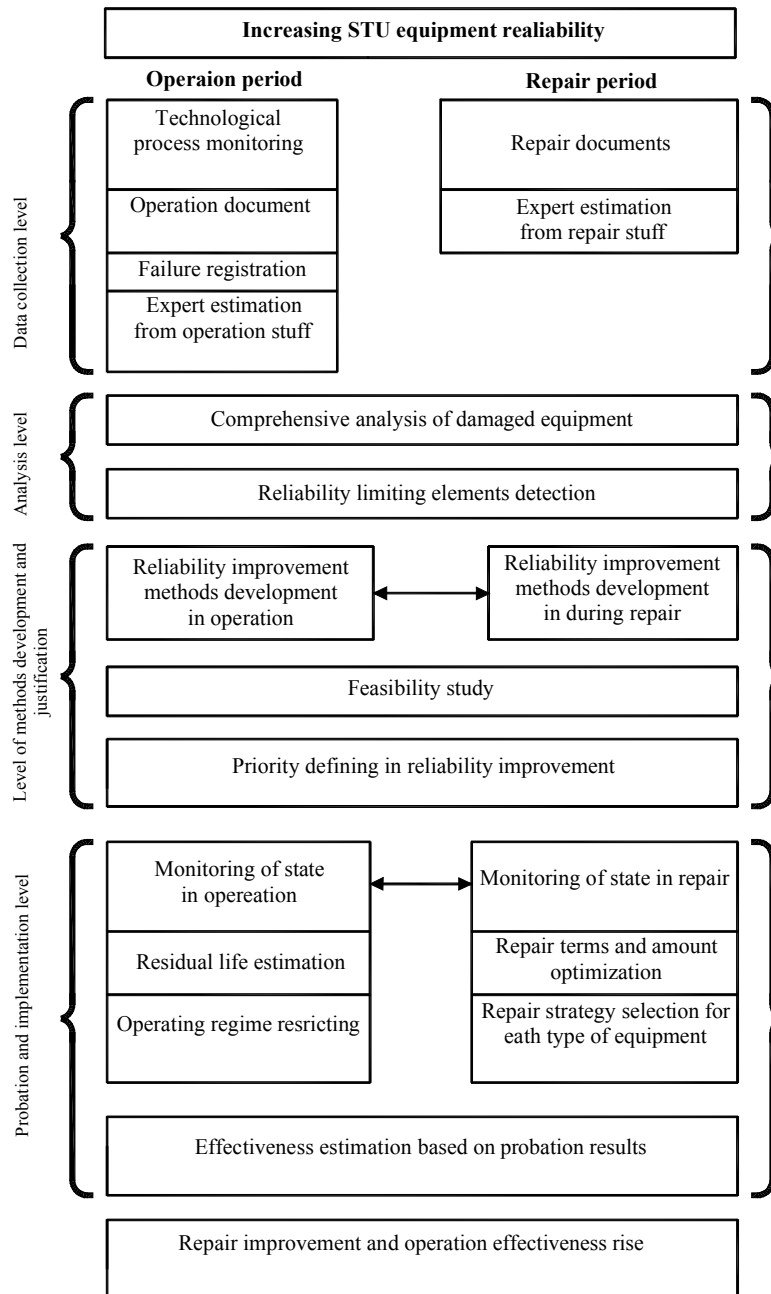 Increasing STU equipment realiability
Operaion period
Repair period
Data collection level
Technological
process monitoring
Operation document
Failure registration
Expert estimation
from operation stuff
Repair documents
Expert estimation
from repair stuff
Analysis level
Comprehensive analysis of damaged equipment
Reliability limiting elements detection
Level of methods development and
justification
Reliability improvement
methods development
in operation
Reliability improvement
methods development
in during repair
Feasibility study
Priority defining in reliability improvement
Probation and implementation level
Monitoring of state
in opereation
Residual life estimation
Operating regime resricting
Monitoring of state in repair
Repair terms and amount
optimization
Repair strategy selection for
eath type of equipment
Effectiveness estimation based on probation results
Repair improvement and operation effectiveness rise